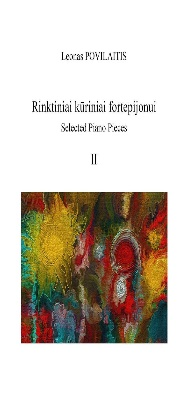 Leonas POVILAITIS
Rinktiniai kūriniai fortepijonui
Selected Piano Pieces
II